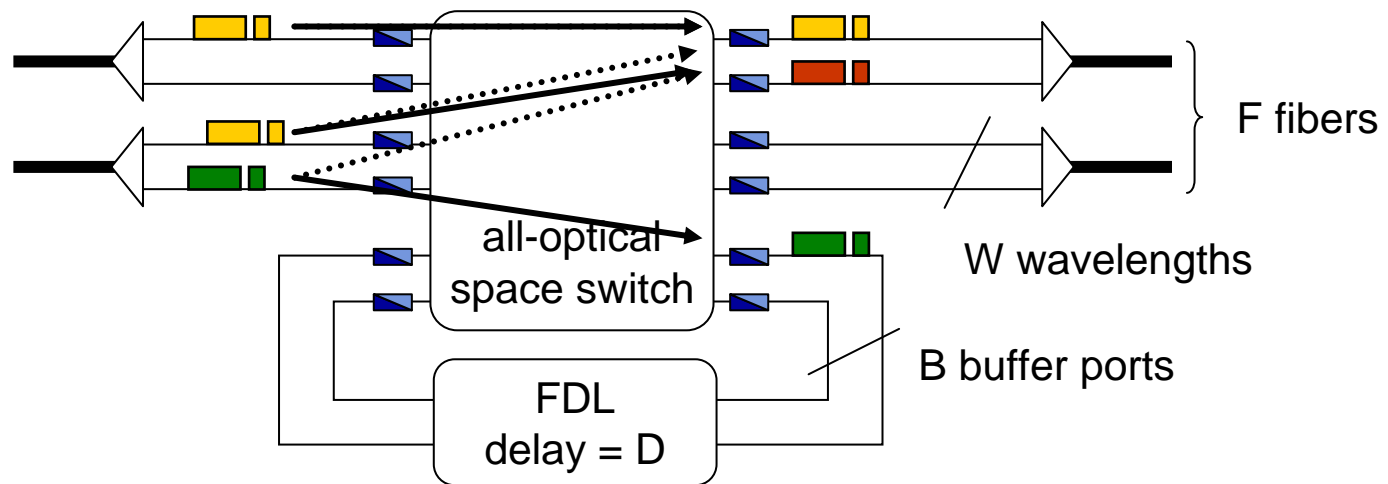 F fibers
all-optical
space switch
W wavelengths
B buffer ports
FDL
delay = D